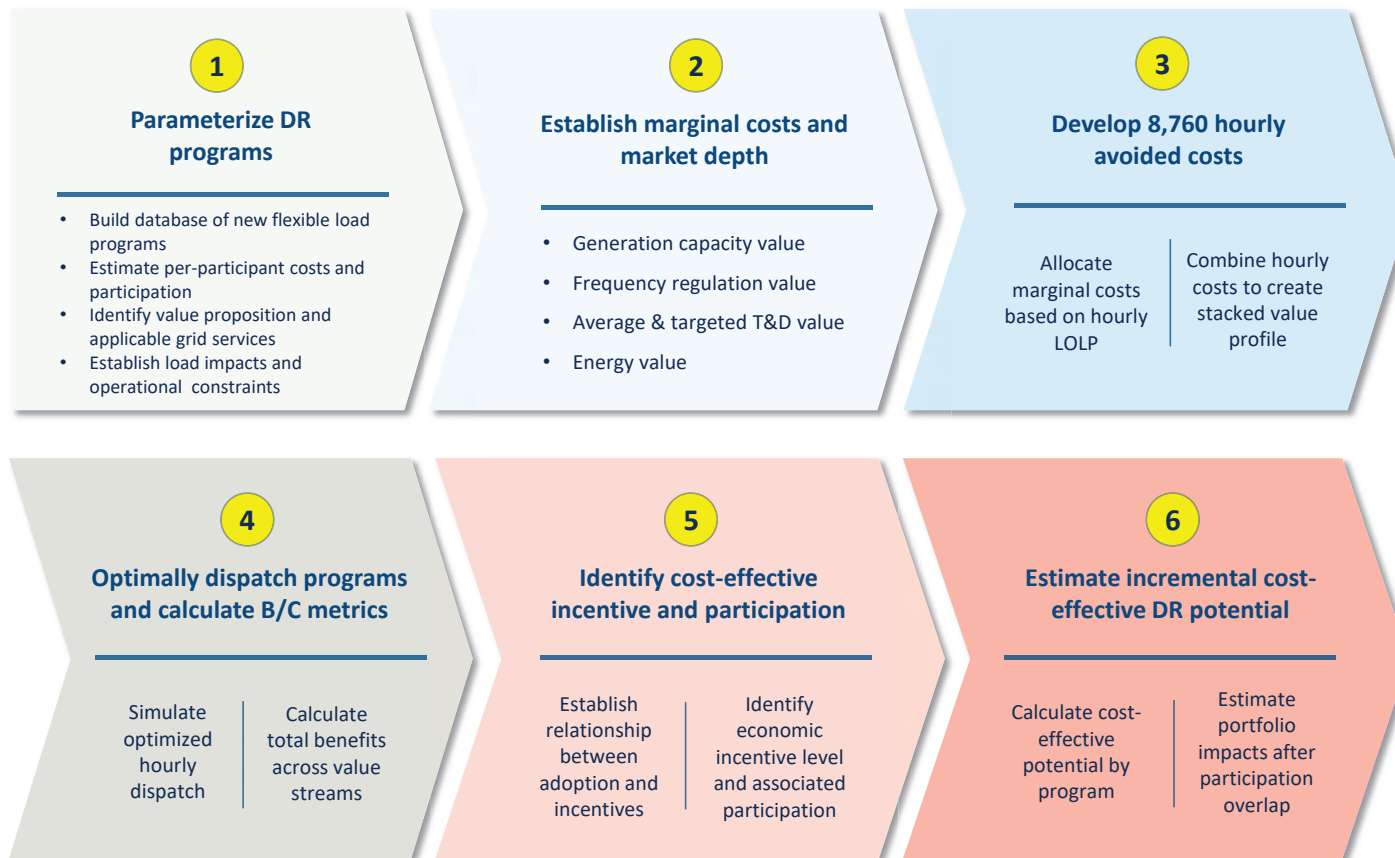 1
Parameterize DR
programs
• Build database of new flexible load
programs
• Estimate per-participant costs and
participation
• Identify value proposition and
applicable grid services
• Establish load impacts and
operational constraints
2
Establish marginal costs and
market depth
• Generation capacity value
• Frequency regulation value
• Average & targeted T&D value
• Energy value
3
Develop 8,760 hourly
avoided costs
Allocate
marginal costs
based on hourly
LOLP
Combine hourly
costs to create
stacked value
profile
4
Optimally dispatch programs
and calculate B/C metrics
Simulate
optimized
hourly
dispatch
Calculate
total benefits
across value
streams
5
Identify cost-effective
incentive and participation
Establish
relationship
between
adoption and
incentives
Identify
economic
incentive level
and associated
participation
6
Estimate incremental cost-
effective DR potential
Calculate cost-
effective
potential by
program
Estimate
portfolio
impacts after
participation
overlap